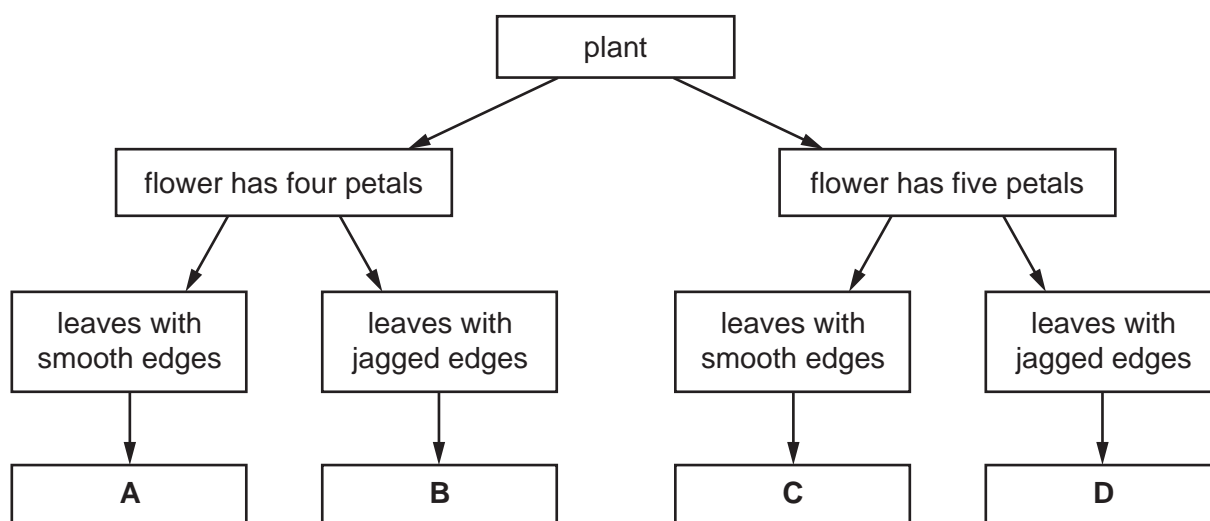 plant
flower has four petals
flower has five petals
leaves with
smooth edges
leaves with
jagged edges
leaves with
smooth edges
leaves with
jagged edges
A
B
C
D